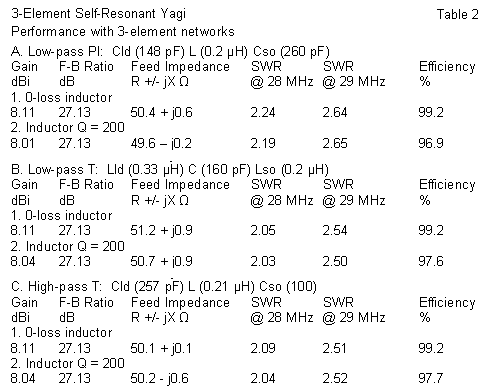 3-Element Self-Resonant Yagi Table 2
Performance with 3-element networks
A. Low-pass PI: Cld (148 pF) L (0.2 μH) Cso (260 pF)
Gain F-B Ratio Feed Impedance SWR SWR Efficiency
dBi dB R +/- jX Ω @ 28 MHz @ 29 MHz %
1. 0-loss inductor
8.11 27.13 50.4 + j0.6 2.24 2.64 99.2
2. Inductor Q = 200
8.01 27.13 49.6 – j0.2 2.19 2.65 96.9
B. Low-pass T: Lld (0.33 μH) C (160 pF) Lso (0.2 μH)
Gain F-B Ratio Feed Impedance SWR SWR Efficiency
dBi dB R +/- jX Ω @ 28 MHz @ 29 MHz %
1. 0-loss inductor
8.11 27.13 51.2 + j0.9 2.05 2.54 99.2
2. Inductor Q = 200
8.04 27.13 50.7 + j0.9 2.03 2.50 97.6
C. High-pass T: Cld (257 pF) L (0.21 μH) Cso (100)
Gain F-B Ratio Feed Impedance SWR SWR Efficiency
dBi dB R +/- jX Ω @ 28 MHz @ 29 MHz %
1. 0-loss inductor
8.11 27.13 50.1 + j0.1 2.09 2.51 99.2
2. Inductor Q = 200
8.04 27.13 50.2 - j0.6 2.04 2.52 97.7